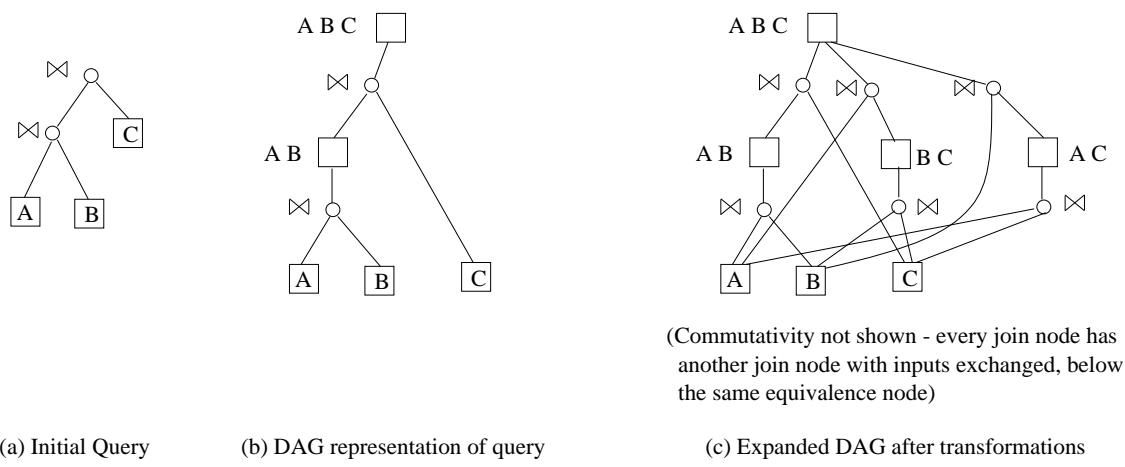 ⋈
⋈
C
A
B
(a) Initial Query
A B C
⋈
A B
⋈
A
B
C
(b) DAG representation of query
A B C
⋈
⋈
⋈
A B
B C
A C
⋈
⋈
⋈
A
B
C
(Commutativity not shown - every join node has
another join node with inputs exchanged, below
the same equivalence node)
(c) Expanded DAG after transformations